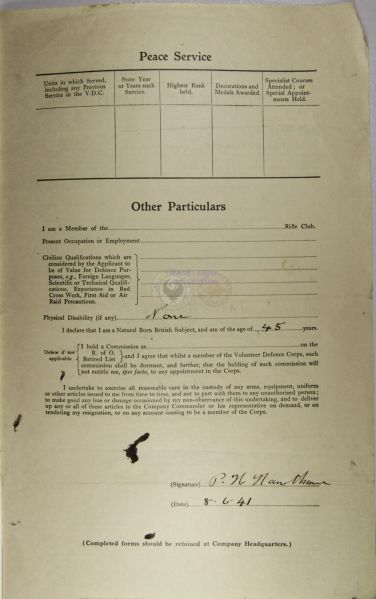 Peace Service
Units in which Served, including any Previous Service in the V.D.C.
State Year or Years such Service.
Highest Rank held.
Decorations and Medals Awarded.
Specialist Courses Attended; or Special Appointments Held.
Other Particulars
I am a Member of the Rifle Club.
Present Occupation or Employment
Civilian Qualifications which are
considered by the Applicant to
be of Value for Defence Pur-
poses, e.g., Foreign Languages,
Scientific or Technical Qualifi-
cations, Experience in Red
Cross Work, First Aid or Air
Raid Precautions.
Physical Disability (if any) None
I declare that I am a Natural Born British Subject, and am of the age of 45 years.
Delete if not applicable
I hold a Commission as on the
R. of O.
Retired List
and I agree that whilst a member of the Volunteer Defence Corps, such
commission shall be dormant, and further, that the holding of such commission will
not entitle me, ipso facto, to any appointment in the Corps.
I undertake to exercise all reasonable care in the custody of any arms, equipment, uniform
or other articles issued to me from time to time, and not to part with them to any unauthorised person;
to make good any loss or damage occasioned by my non-observance of this undertaking, and to deliver
up any or all of these articles to the Company Commander or his representative on demand, or on
tendering my resignation, or on any account ceasing to be a member of the Corps.
(Signature) P. H.
(Date) 8-6-41
(Completed forms should be retained at Company Headquarters.)